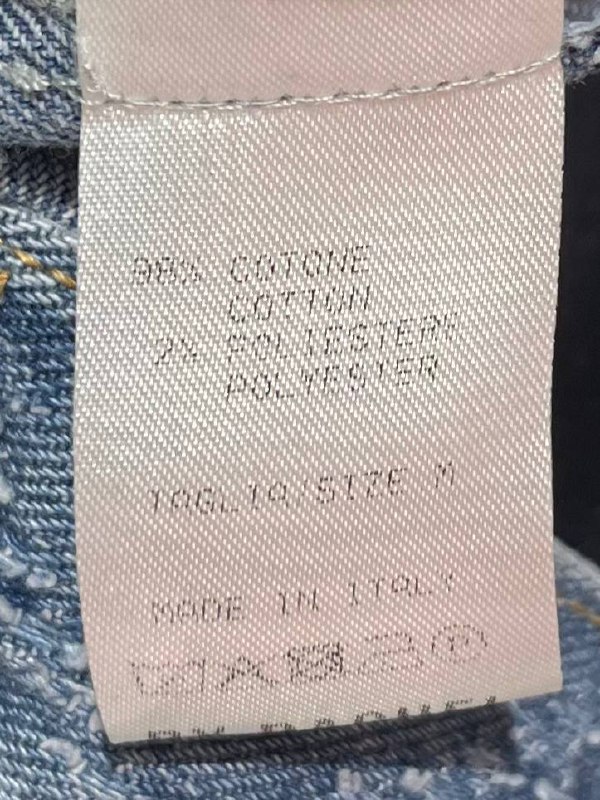 98% COTONE
COTTON
2% POLIESTERE
POLYESTER
TAGLIA/SIZE M
MADE IN ITALY